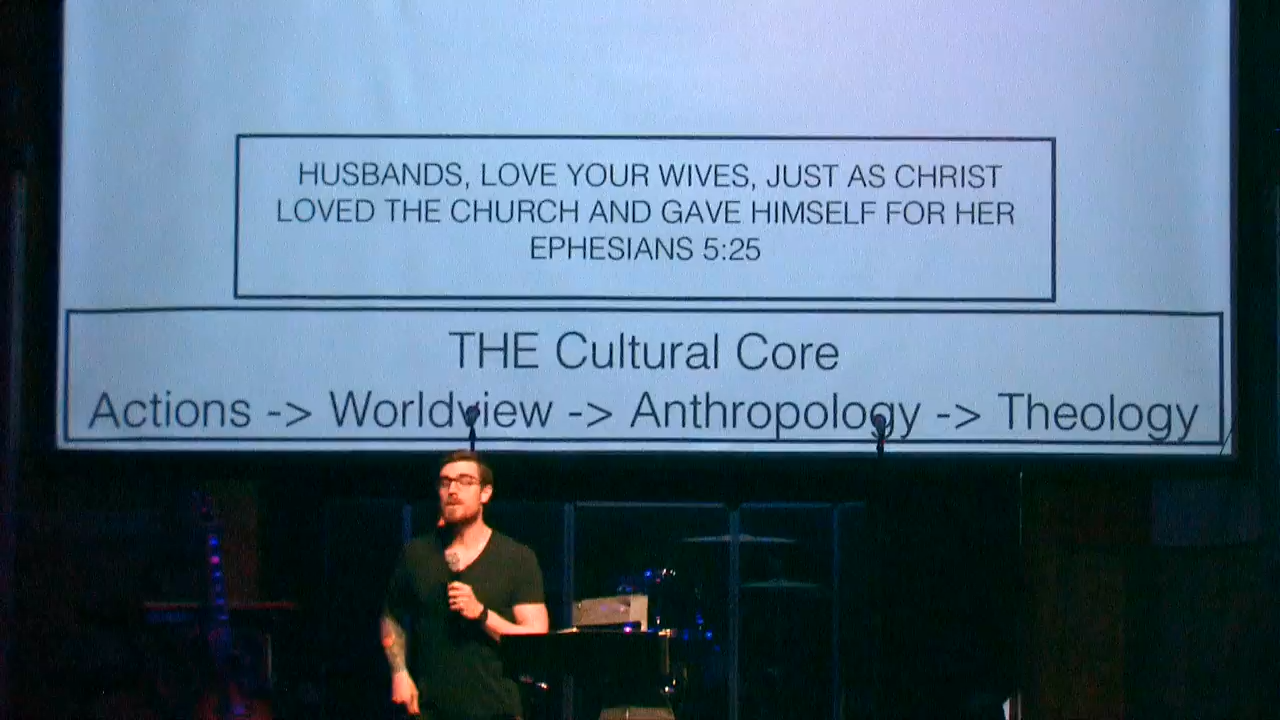 HUSBANDS, LOVE YOUR WIVES, JUST AS CHRIST
LOVED THE CHURCH AND GAVE HIMSELF FOR HER
EPHESIANS 5:25
THE Cultural Core
Actions -> Worldview -> Anthropology -> Theology